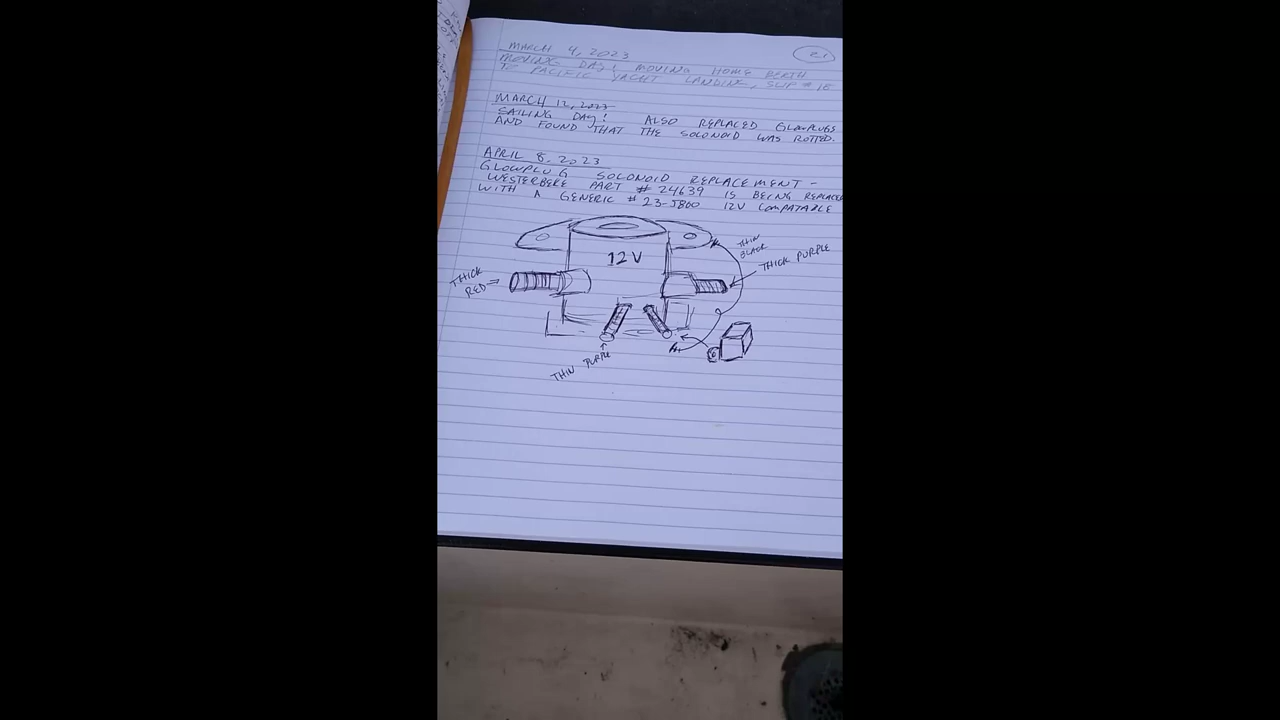 21
MARCH 4, 2023
MOVING DAY! MOVING HOME BERTH
TO PACIFIC YACHT LANDING, SLIP # 18
MARCH 12, 2023
SAILING DAY! ALSO REPLACED GLOWPLUGS
AND FOUND THAT THE SOLONOID WAS ROTTED.
APRIL 8, 2023
GLOWPLUG SOLONOID REPLACEMENT -
WESTERBEKE PART # 24639 IS BEING REPLACED
WITH A GENERIC # 23-J800 12V COMPATABLE
THIN
BLACK
THICK PURPLE
12V
THICK
RED
THIN PURPLE